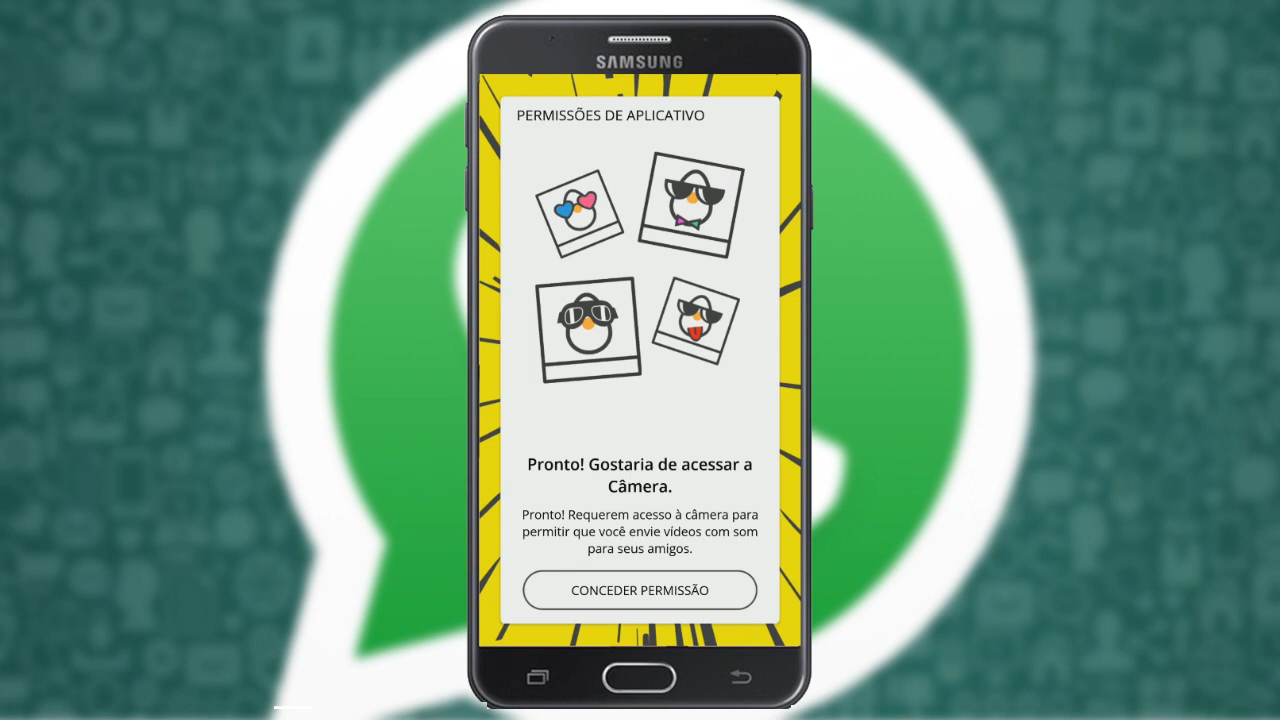 SAMSUNG
PERMISSÕES DE APLICATIVO
Pronto! Gostaria de acessar a
Câmera.
Pronto! Requerem acesso à câmera para
permitir que você envie vídeos com som
para seus amigos.
CONCEDER PERMISSÃO